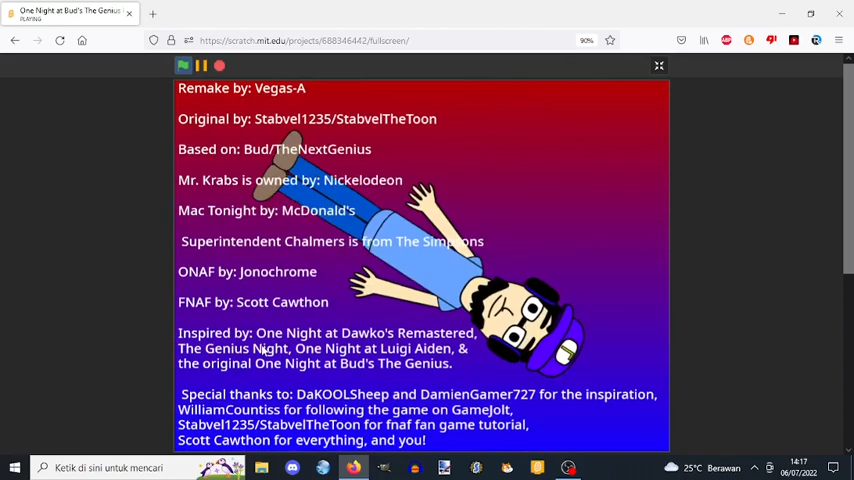 One Night at Bud's The Genius
PLAYING
https://scratch.mit.edu/projects/688346442/fullscreen/
90%
ABP
Remake by: Vegas-A
Original by: Stabvel1235/StabvelTheToon
Based on: Bud/TheNextGenius
Mr. Krabs is owned by: Nickelodeon
Mac Tonight by: McDonald's
Superintendent Chalmers is from The Simpsons
ONAF by: Jonochrome
FNAF by: Scott Cawthon
Inspired by: One Night at Dawko's Remastered,
The Genius Night, One Night at Luigi Aiden, &
the original One Night at Bud's The Genius.
Special thanks to: DaKOOLSheep and DamienGamer727 for the inspiration,
WilliamCountiss for following the game on GameJolt,
Stabvel1235/StabvelTheToon for fnaf fan game tutorial,
Scott Cawthon for everything, and you!
Ketik di sini untuk mencari
25°C Berawan
14:17
06/07/2022